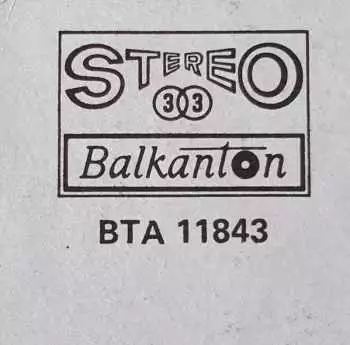 STEREO
33
Balkanton
BTA 11843